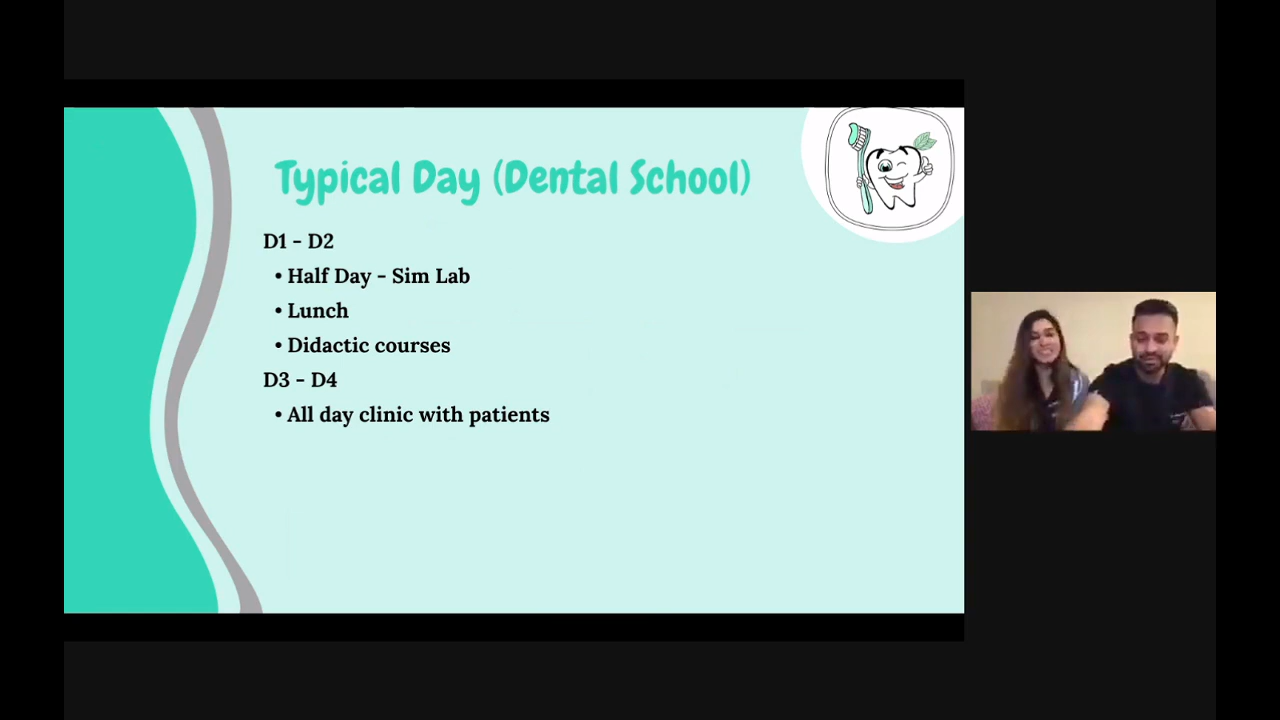 Typical Day (Dental School)
D1 - D2
• Half Day - Sim Lab
• Lunch
• Didactic courses
D3 - D4
• All day clinic with patients